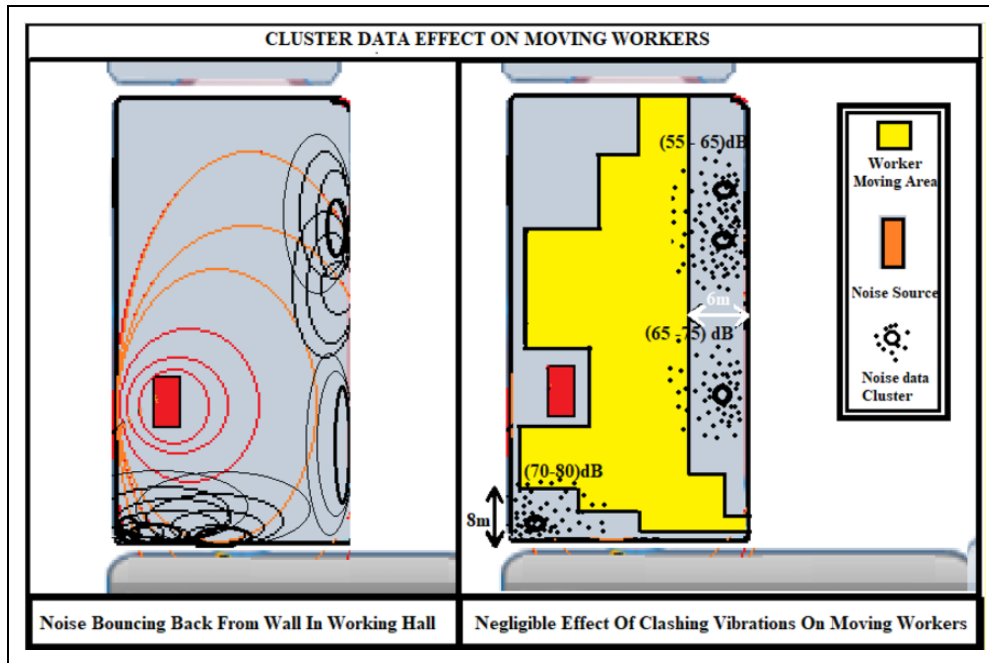 CLUSTER DATA EFFECT ON MOVING WORKERS
(55 - 65)dB
6m
(65 -75) dB
(70-80)dB
8m
Worker
Moving Area
Noise Source
Noise data
Cluster
Noise Bouncing Back From Wall In Working Hall
Negligible Effect Of Clashing Vibrations On Moving Workers